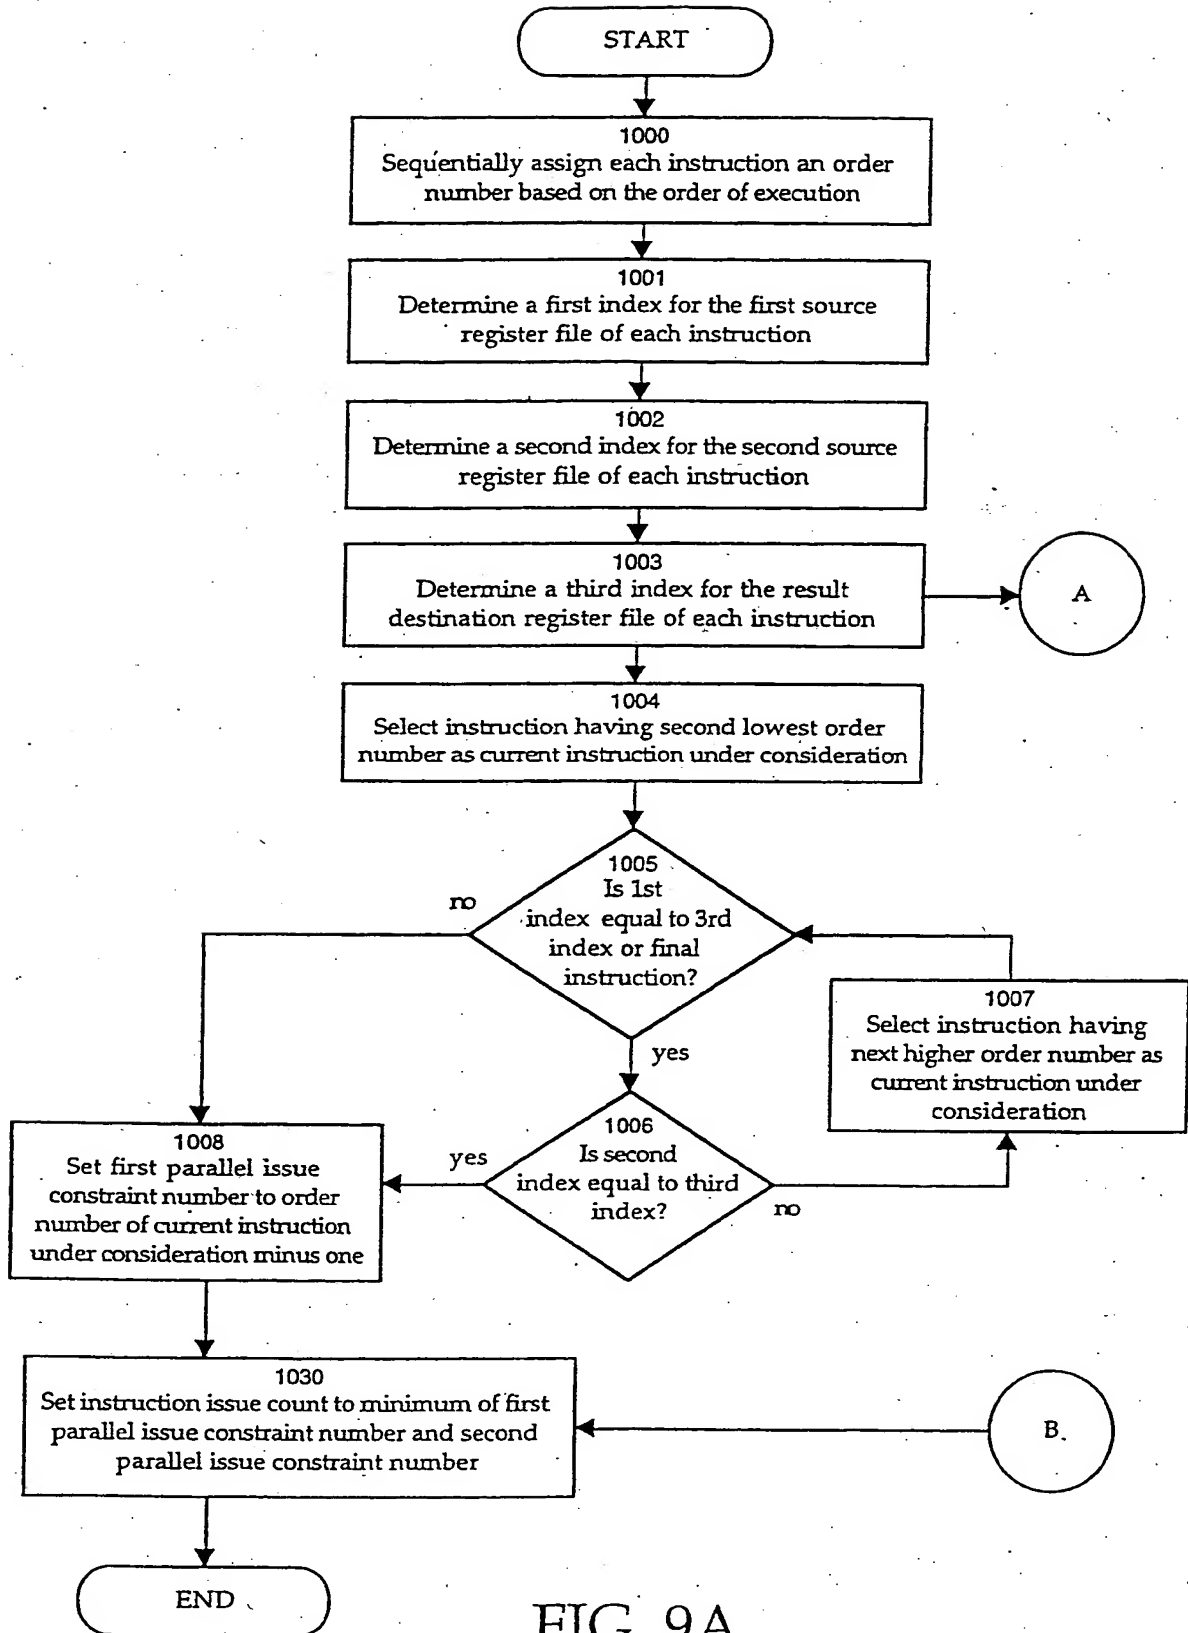 START
1000
Sequentially assign each instruction an order
number based on the order of execution
1001
Determine a first index for the first source
register file of each instruction
1002
Determine a second index for the second source
register file of each instruction
1003
Determine a third index for the result
destination register file of each instruction
A
1004
Select instruction having second lowest order
number as current instruction under consideration
1005
Is 1st
index equal to 3rd
index or final
instruction?
no
yes
1007
Select instruction having
next higher order number as
current instruction under
consideration
1006
Is second
index equal to third
index?
yes
no
1008
Set first parallel issue
constraint number to order
number of current instruction
under consideration minus one
1030
Set instruction issue count to minimum of first
parallel issue constraint number and second
parallel issue constraint number
B
END
FIG. 9A